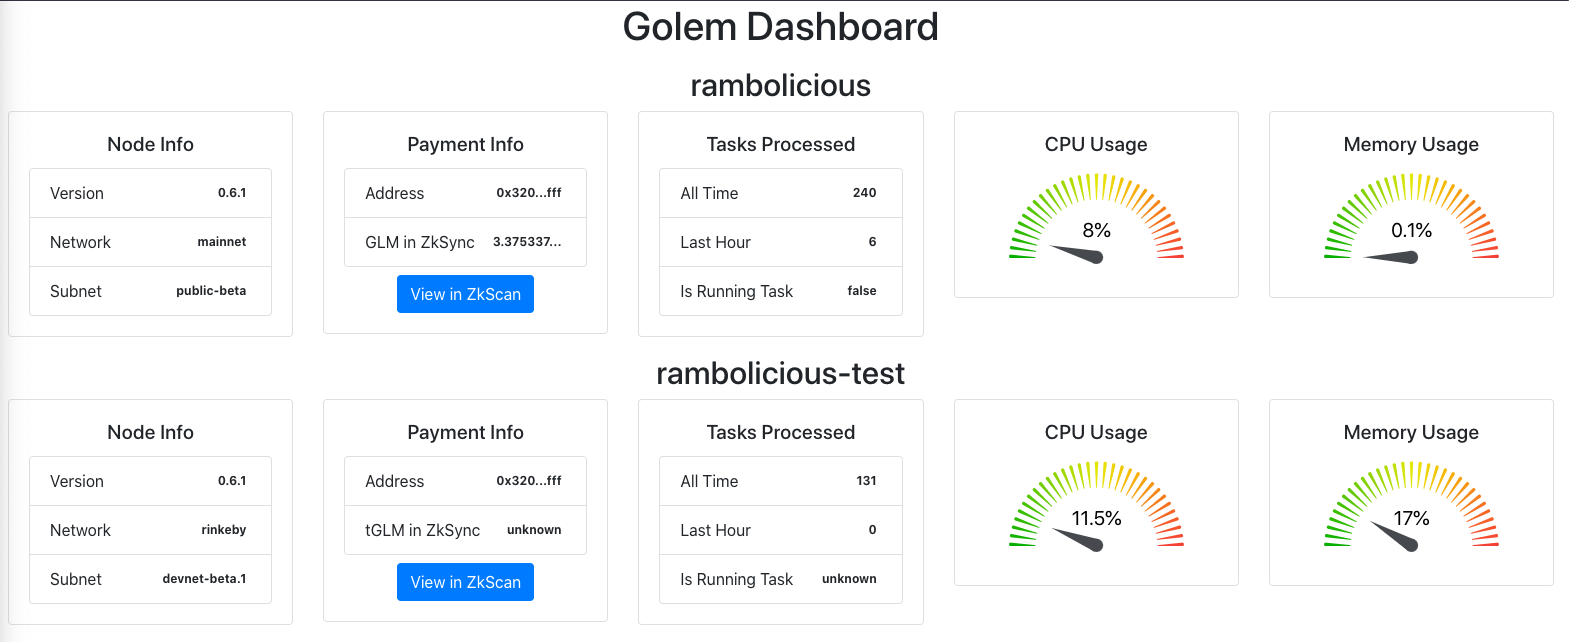 Golem Dashboard
rambolicious
Node Info
Version 0.6.1
Network mainnet
Subnet public-beta
Payment Info
Address 0x320...fff
GLM in ZkSync 3.375337...
View in ZkScan
Tasks Processed
All Time 240
Last Hour 6
Is Running Task false
CPU Usage
8%
Memory Usage
0.1%
rambolicious-test
Node Info
Version 0.6.1
Network rinkeby
Subnet devnet-beta.1
Payment Info
Address 0x320...fff
tGLM in ZkSync unknown
View in ZkScan
Tasks Processed
All Time 131
Last Hour 0
Is Running Task unknown
CPU Usage
11.5%
Memory Usage
17%